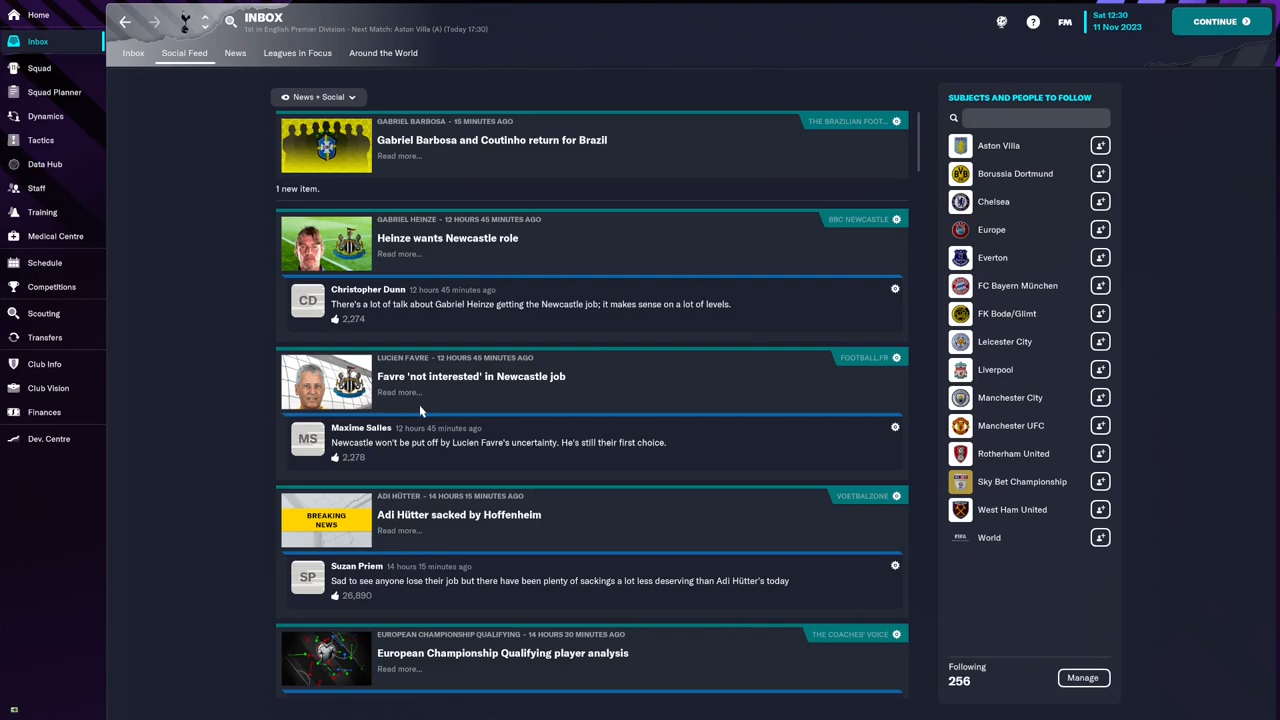 Home
Inbox
Squad
Squad Planner
Dynamics
Tactics
Data Hub
Staff
Training
Medical Centre
Schedule
Competitions
Scouting
Transfers
Club Info
Club Vision
Finances
Dev. Centre
INBOX
1st in English Premier Division - Next Match: Aston Villa (A) (Today 17:30)
FM
Sat 12:30
11 Nov 2023
CONTINUE
Inbox
Social Feed
News
Leagues in Focus
Around the World
News + Social
GABRIEL BARBOSA - 15 MINUTES AGO
THE BRAZILIAN FOOT...
Gabriel Barbosa and Coutinho return for Brazil
Read more...
1 new item.
GABRIEL HEINZE - 12 HOURS 45 MINUTES AGO
BBC NEWCASTLE
Heinze wants Newcastle role
Read more...
CD
Christopher Dunn 12 hours 45 minutes ago
There's a lot of talk about Gabriel Heinze getting the Newcastle job; it makes sense on a lot of levels.
2,274
LUCIEN FAVRE - 12 HOURS 45 MINUTES AGO
FOOTBALL.FR
Favre 'not interested' in Newcastle job
Read more...
MS
Maxime Salles 12 hours 45 minutes ago
Newcastle won't be put off by Lucien Favre's uncertainty. He's still their first choice.
2,278
ADI HÜTTER - 14 HOURS 15 MINUTES AGO
VOETBALZONE
BREAKING
NEWS
Adi Hütter sacked by Hoffenheim
Read more...
SP
Suzan Priem 14 hours 15 minutes ago
Sad to see anyone lose their job but there have been plenty of sackings a lot less deserving than Adi Hütter's today
26,890
EUROPEAN CHAMPIONSHIP QUALIFYING - 14 HOURS 30 MINUTES AGO
THE COACHES' VOICE
European Championship Qualifying player analysis
Read more...
SUBJECTS AND PEOPLE TO FOLLOW
Aston Villa
Borussia Dortmund
Chelsea
Europe
Everton
FC Bayern München
FK Bodø/Glimt
Leicester City
Liverpool
Manchester City
Manchester UFC
Rotherham United
Sky Bet Championship
West Ham United
FIFA
World
Following
256
Manage